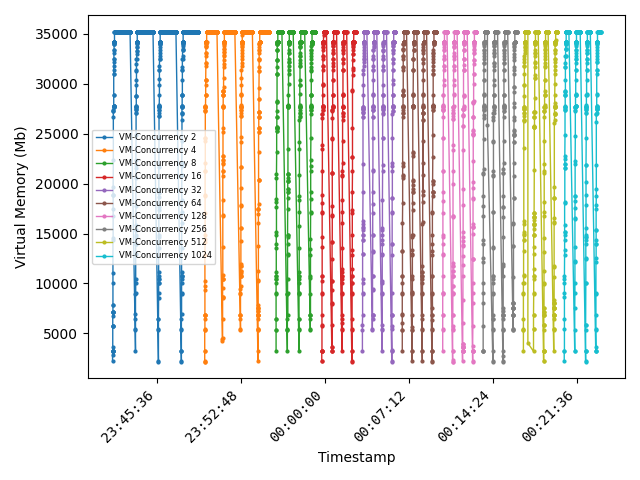 35000
30000
25000
20000
15000
10000
5000
Virtual Memory (Mb)
VM-Concurrency 2
VM-Concurrency 4
VM-Concurrency 8
VM-Concurrency 16
VM-Concurrency 32
VM-Concurrency 64
VM-Concurrency 128
VM-Concurrency 256
VM-Concurrency 512
VM-Concurrency 1024
23:45:36
23:52:48
00:00:00
00:07:12
00:14:24
00:21:36
Timestamp